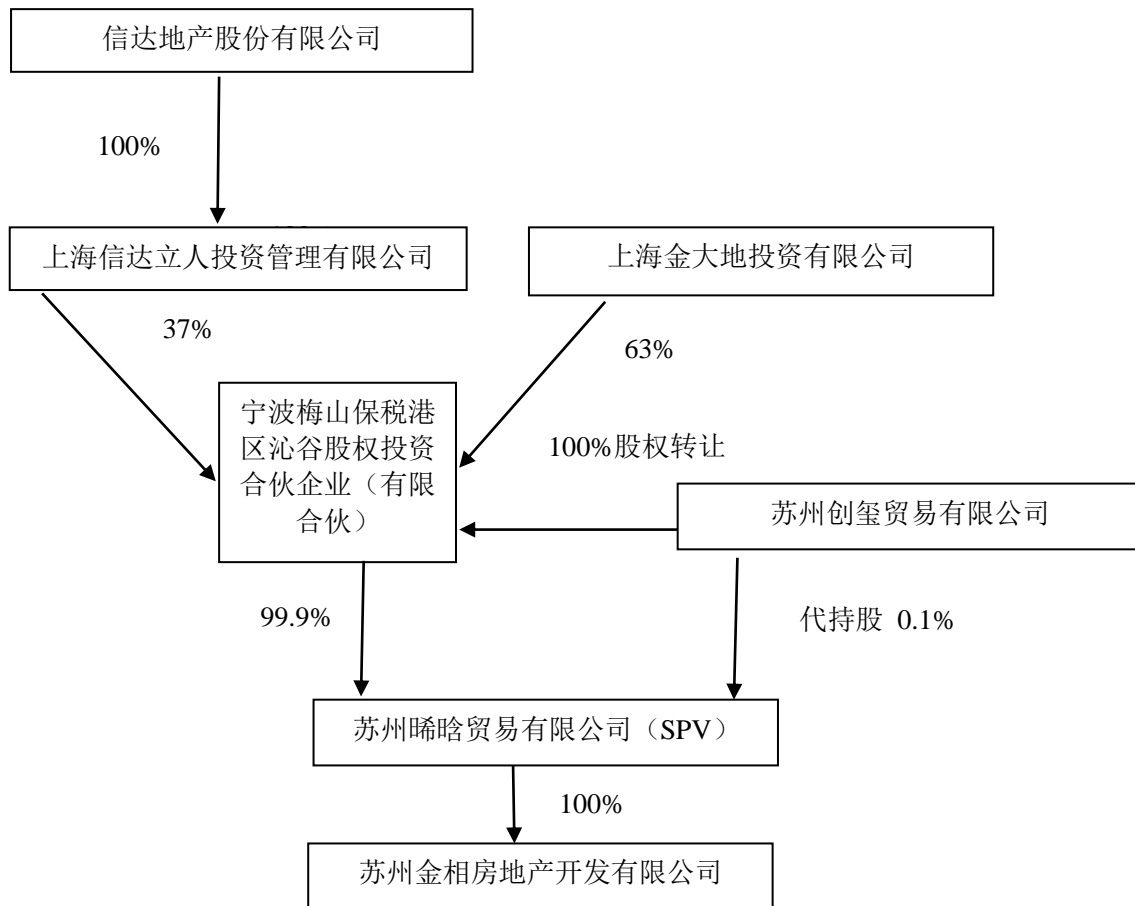 信达地产股份有限公司
100%
上海信达立人投资管理有限公司
上海金大地投资有限公司
37%
63%
宁波梅山保税港
区沁谷股权投资
合伙企业（有限
合伙）
100%股权转让
苏州创玺贸易有限公司
99.9%
代持股 0.1%
苏州晞晗贸易有限公司（SPV）
100%
苏州金相房地产开发有限公司